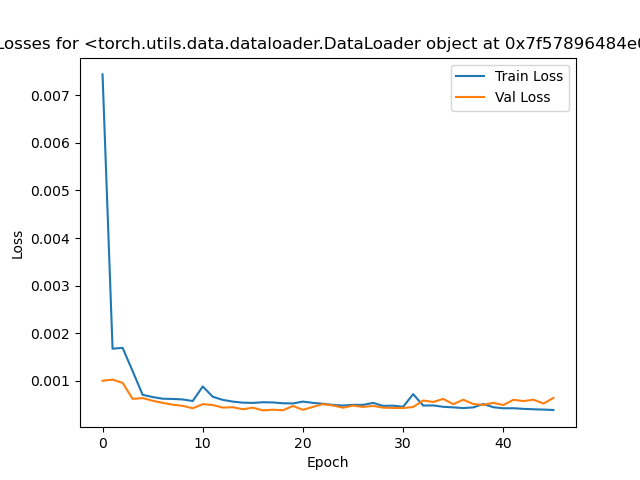 Losses for <torch.utils.data.dataloader.DataLoader object at 0x7f57896484e0
Train Loss
Val Loss
0.007
0.006
0.005
0.004
0.003
0.002
0.001
Loss
0 10 20 30 40
Epoch